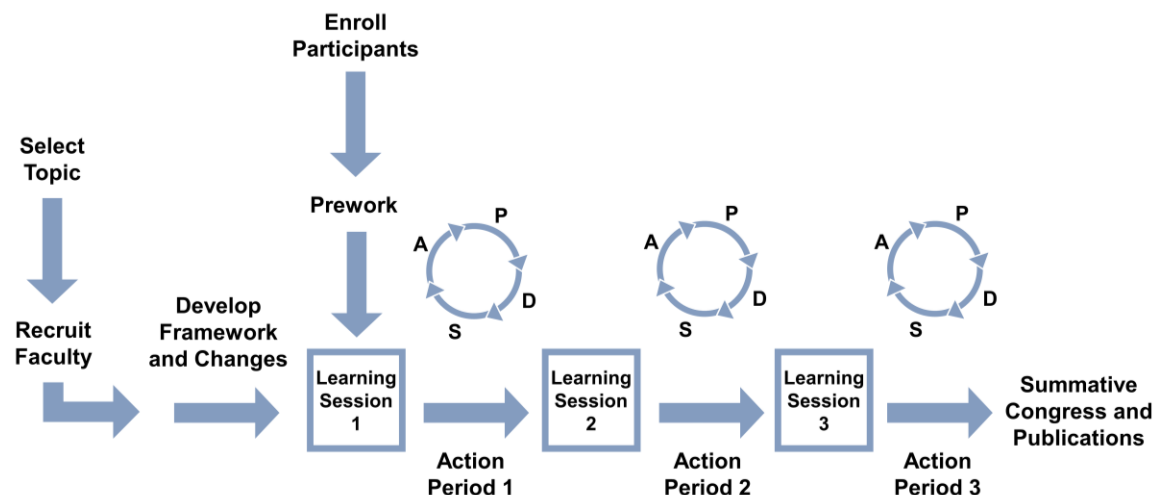 Enroll
Participants
Select
Topic
Prework
P
A
D
S
P
A
D
S
P
A
D
S
Recruit
Faculty
Develop
Framework
and Changes
Learning
Session
1
Learning
Session
2
Learning
Session
3
Summative
Congress and
Publications
Action
Period 1
Action
Period 2
Action
Period 3